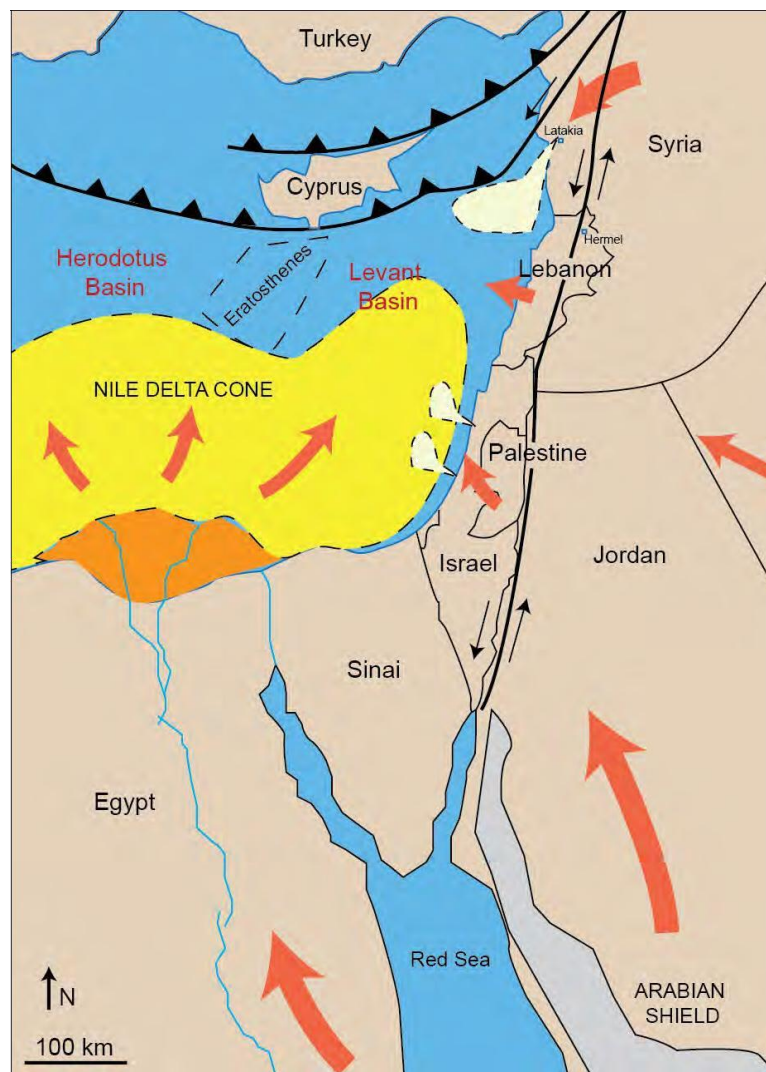 Turkey
Latakia
Syria
Cyprus
Hermel
Herodotus
Basin
Eratosthenes
Levant
Basin
Lebanon
NILE DELTA CONE
Palestine
Israel
Jordan
Sinai
Egypt
Red Sea
N
ARABIAN
SHIELD
100 km